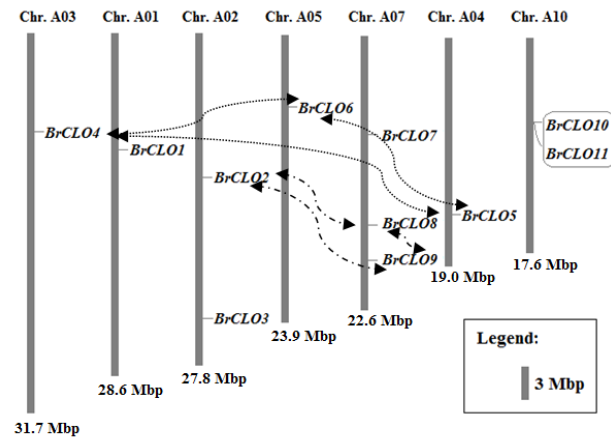 Chr. A03 Chr. A01 Chr. A02 Chr. A05 Chr. A07 Chr. A04 Chr. A10
BrCLO6
BrCLO10
BrCLO4
BrCLO7
BrCLO1
BrCLO11
BrCLO2
BrCLO5
BrCLO8
BrCLO9
19.0 Mbp
17.6 Mbp
BrCLO3
23.9 Mbp
22.6 Mbp
27.8 Mbp
28.6 Mbp
31.7 Mbp
Legend:
3 Mbp